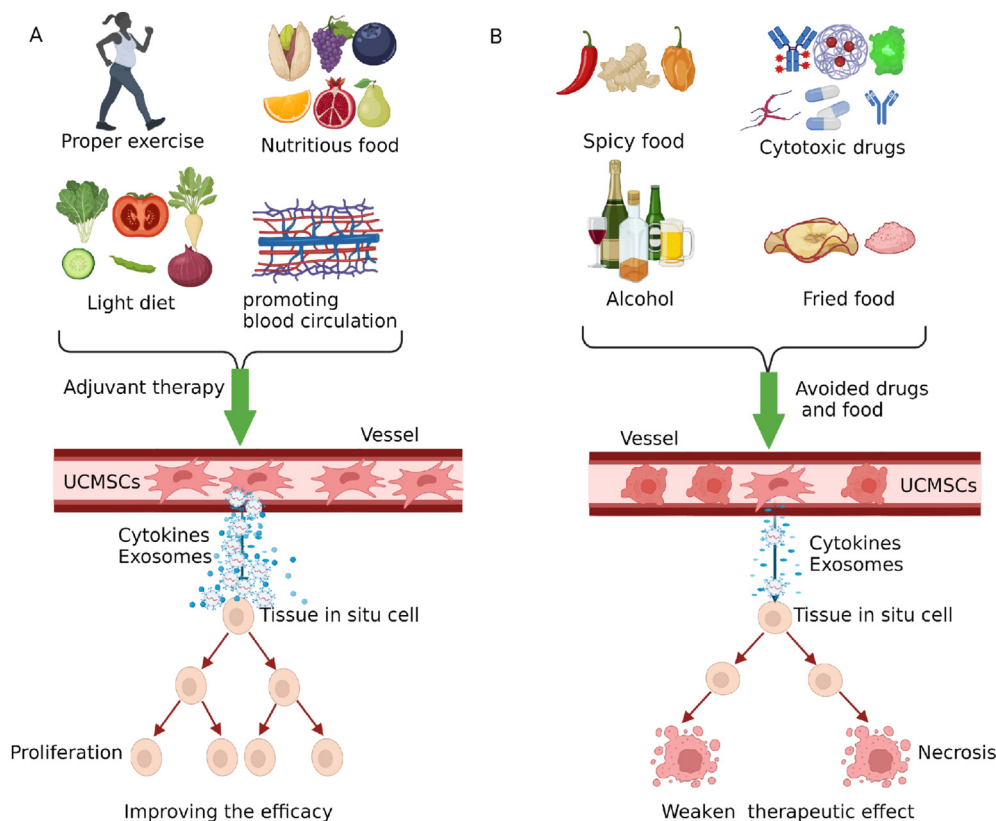 A
Proper exercise
Nutritious food
Light diet
promoting
blood circulation
Adjuvant therapy
Vessel
UCMSCs
Cytokines
Exosomes
Tissue in situ cell
Proliferation
Improving the efficacy
B
Spicy food
Cytotoxic drugs
Alcohol
Fried food
Avoided drugs
and food
Vessel
UCMSCs
Cytokines
Exosomes
Tissue in situ cell
Necrosis
Weaken therapeutic effect